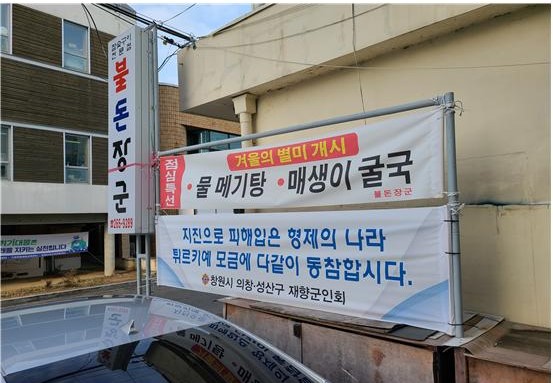 불돈장군
☎265-9289
점심특선
겨울의 별미 개시
·물 메기탕 ·매생이 굴국
불돈장군
지진으로 피해입은 형제의 나라
튀르키예 모금에 다같이 동참합시다.
창원시 의창·성산구 재향군인회